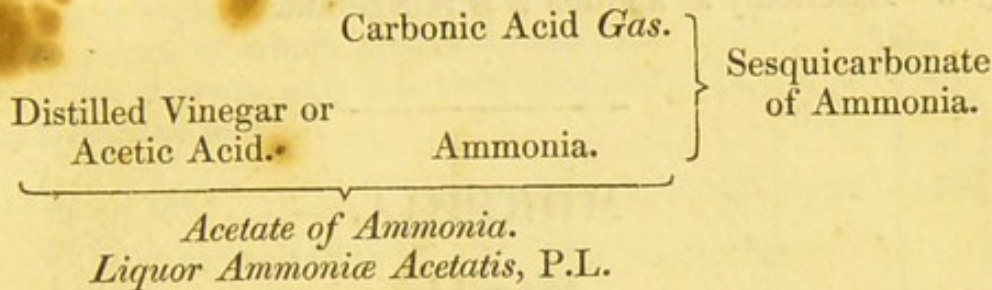 Carbonic Acid Gas.
Sesquicarbonate
of Ammonia.
Distilled Vinegar or
Acetic Acid.
Ammonia.
Acetate of Ammonia.
Liquor Ammoniæ Acetatis, P.L.